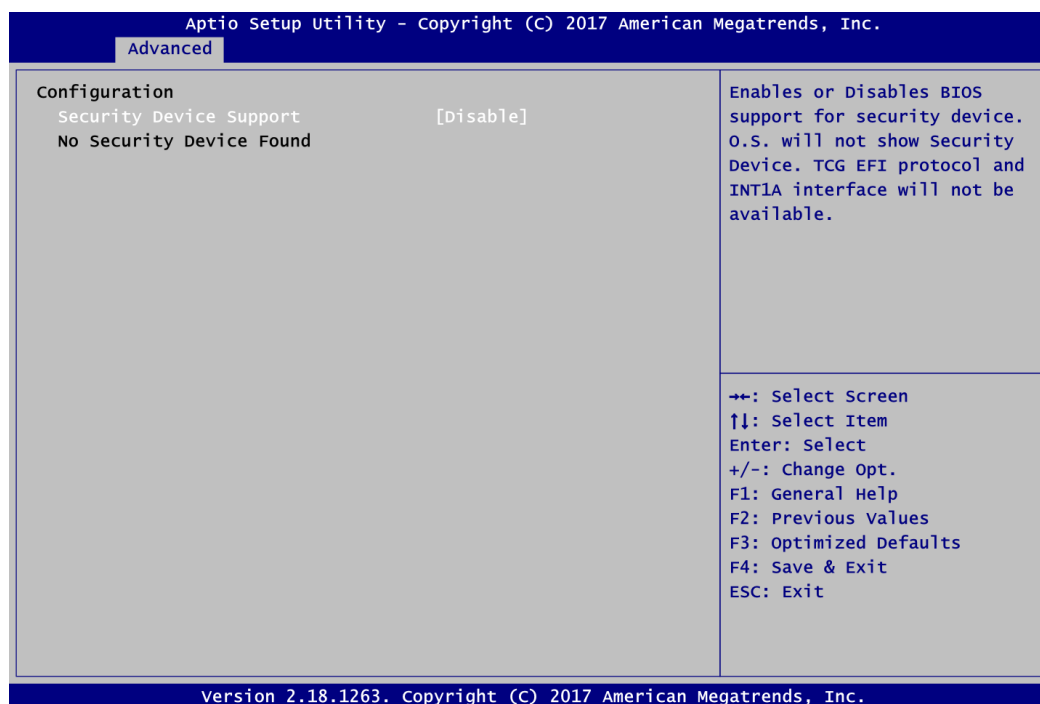 Aptio Setup Utility - Copyright (C) 2017 American Megatrends, Inc.
Advanced
Configuration
Security Device Support [Disable]
No Security Device Found
Enables or Disables BIOS
support for security device.
O.S. will not show Security
Device. TCG EFI protocol and
INT1A interface will not be
available.
→←: Select Screen
↑↓: Select Item
Enter: Select
+/-: Change Opt.
F1: General Help
F2: Previous Values
F3: Optimized Defaults
F4: Save & Exit
ESC: Exit
Version 2.18.1263. Copyright (C) 2017 American Megatrends, Inc.